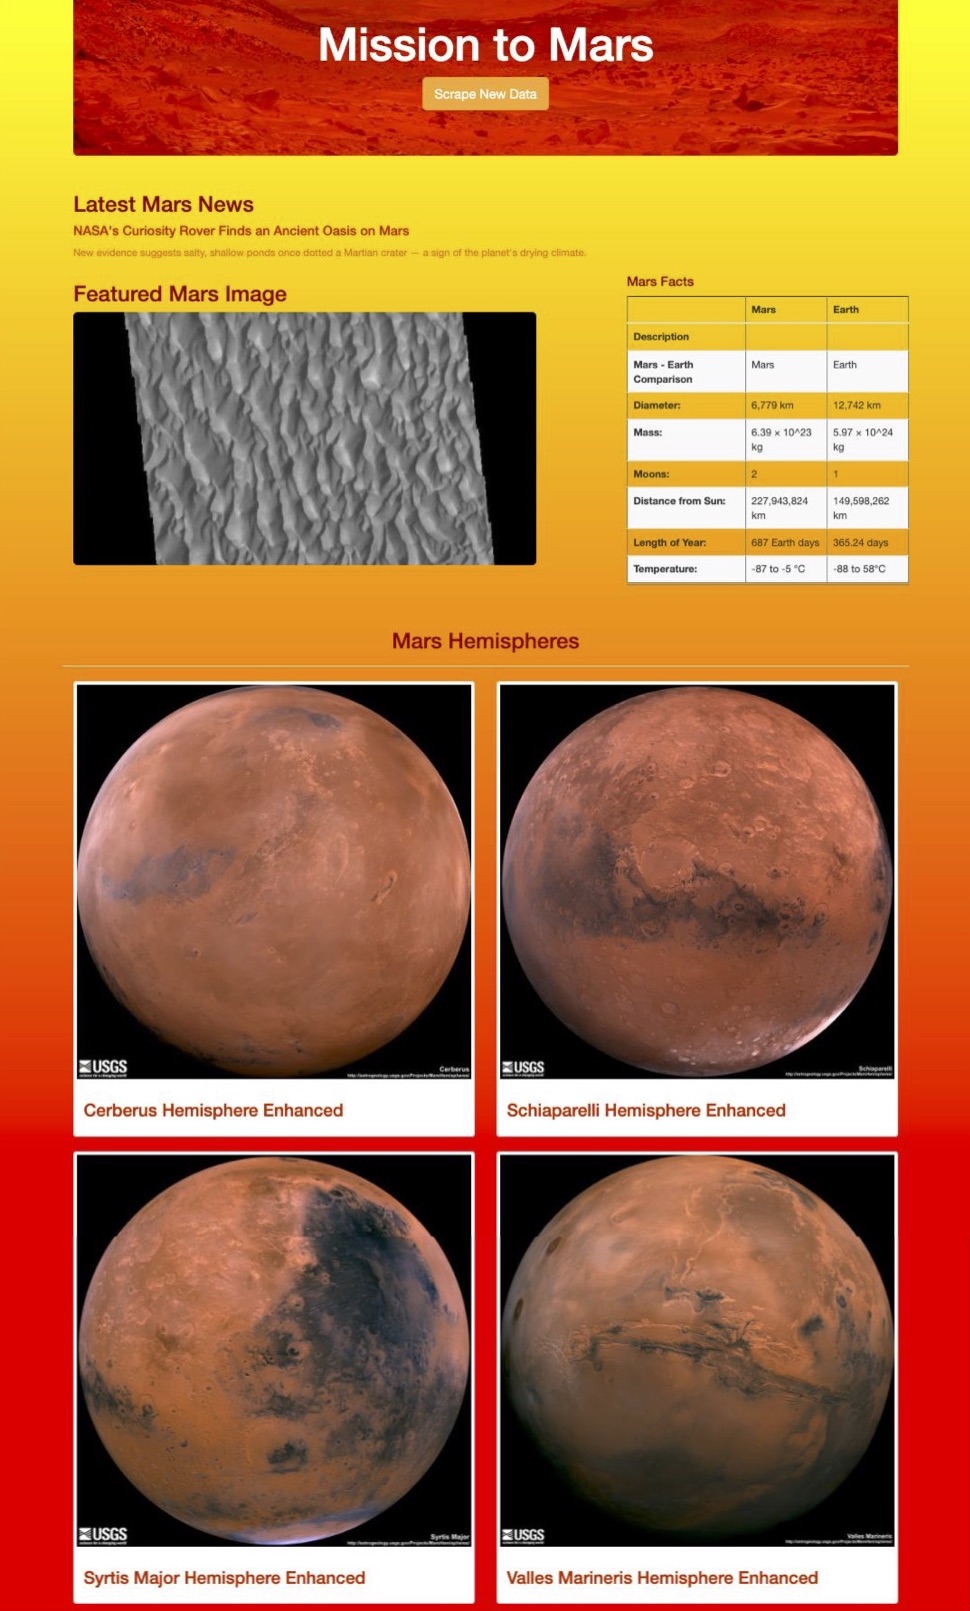 Mission to Mars
Scrape New Data
Latest Mars News
NASA's Curiosity Rover Finds an Ancient Oasis on Mars
New evidence suggests salty, shallow ponds once dotted a Martian crater — a sign of the planet's drying climate.
Featured Mars Image
Mars Facts
Mars Earth
Description
Mars - Earth Comparison Mars Earth
Diameter: 6,779 km 12,742 km
Mass: 6.39 × 10^23 kg 5.97 × 10^24 kg
Moons: 2 1
Distance from Sun: 227,943,824 km 149,598,262 km
Length of Year: 687 Earth days 365.24 days
Temperature: -87 to -5 °C -88 to 58°C
Mars Hemispheres
USGS
Cerberus
Cerberus Hemisphere Enhanced
USGS
Schiaparelli
Schiaparelli Hemisphere Enhanced
USGS
Syrtis Major
Syrtis Major Hemisphere Enhanced
USGS
Valles Marineris
Valles Marineris Hemisphere Enhanced